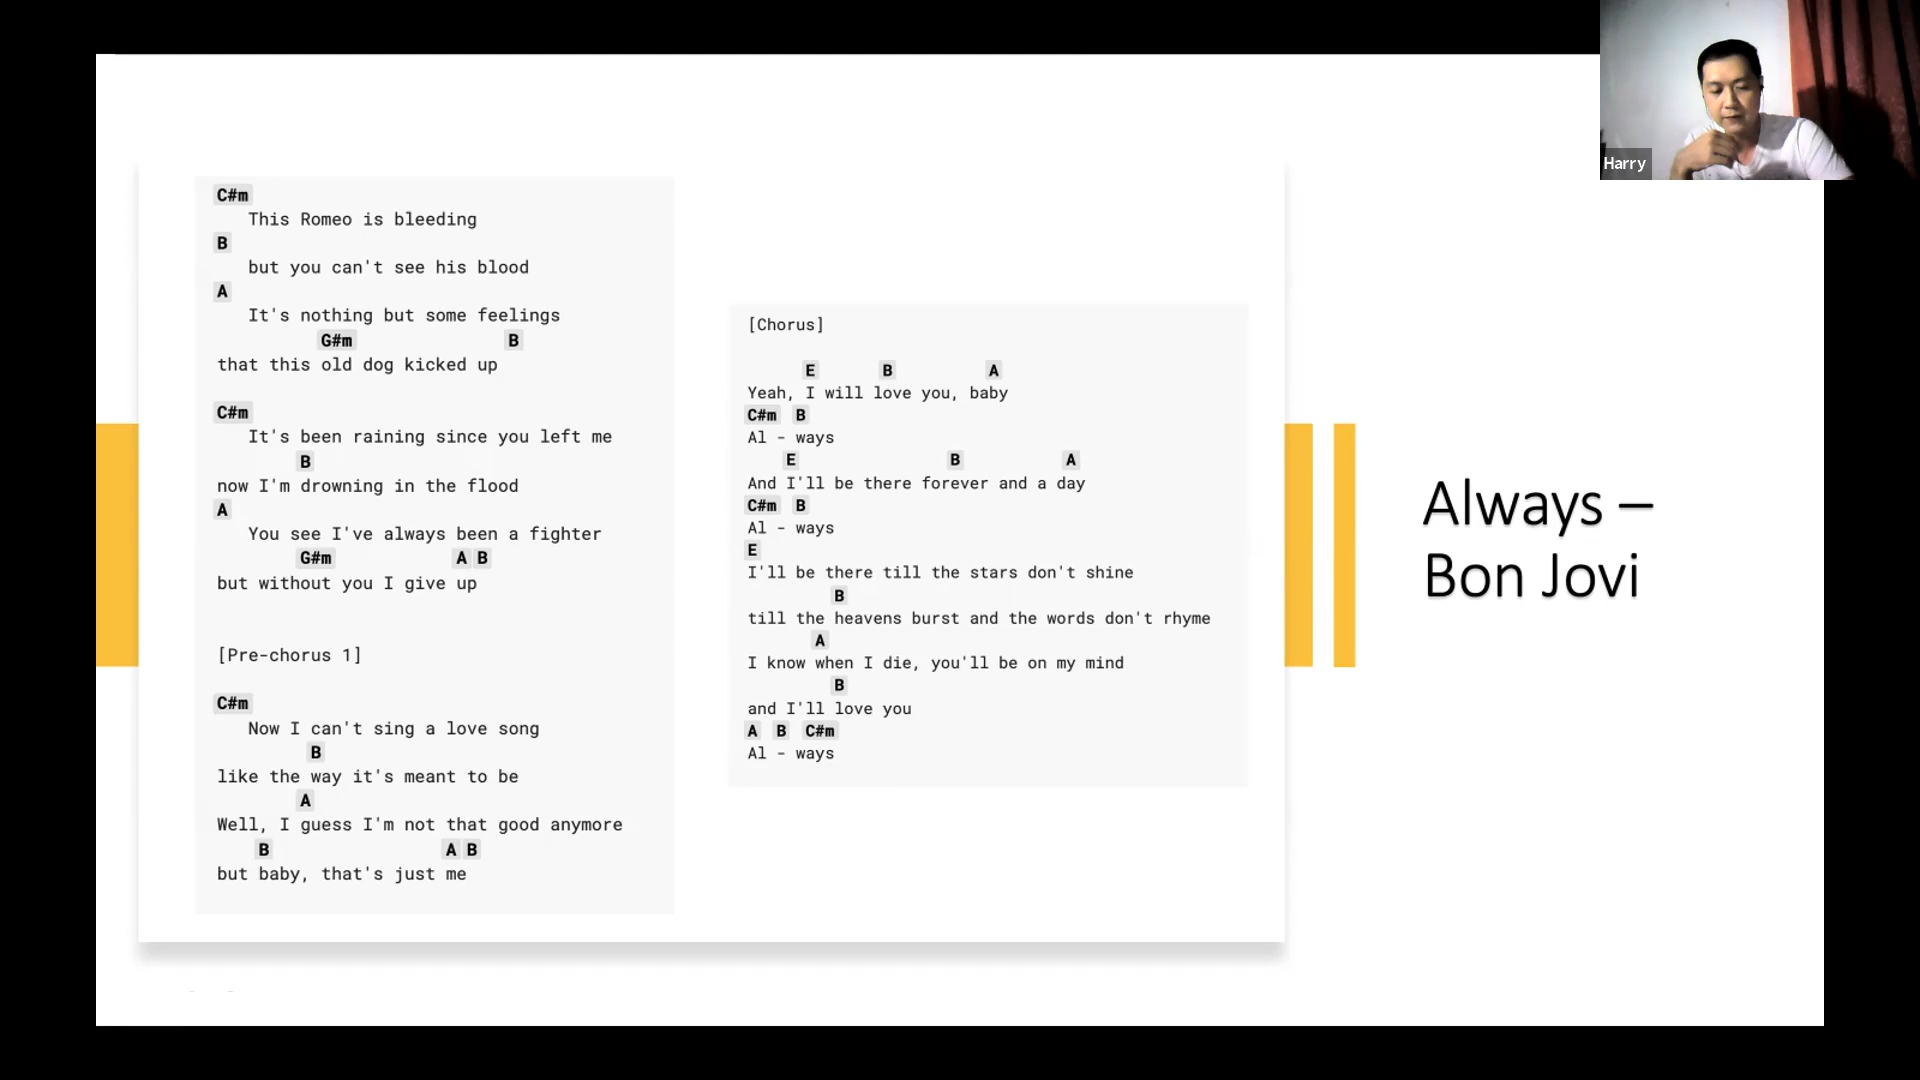 C#m
This Romeo is bleeding
B
but you can't see his blood
A
It's nothing but some feelings
G#m B
that this old dog kicked up
C#m
It's been raining since you left me
B
now I'm drowning in the flood
A
You see I've always been a fighter
G#m A B
but without you I give up
[Pre-chorus 1]
C#m
Now I can't sing a love song
B
like the way it's meant to be
A
Well, I guess I'm not that good anymore
B A B
but baby, that's just me
[Chorus]
E B A
Yeah, I will love you, baby
C#m B
Al - ways
E B A
And I'll be there forever and a day
C#m B
Al - ways
E
I'll be there till the stars don't shine
B
till the heavens burst and the words don't rhyme
A
I know when I die, you'll be on my mind
B
and I'll love you
A B C#m
Al - ways
Always –
Bon Jovi
Harry